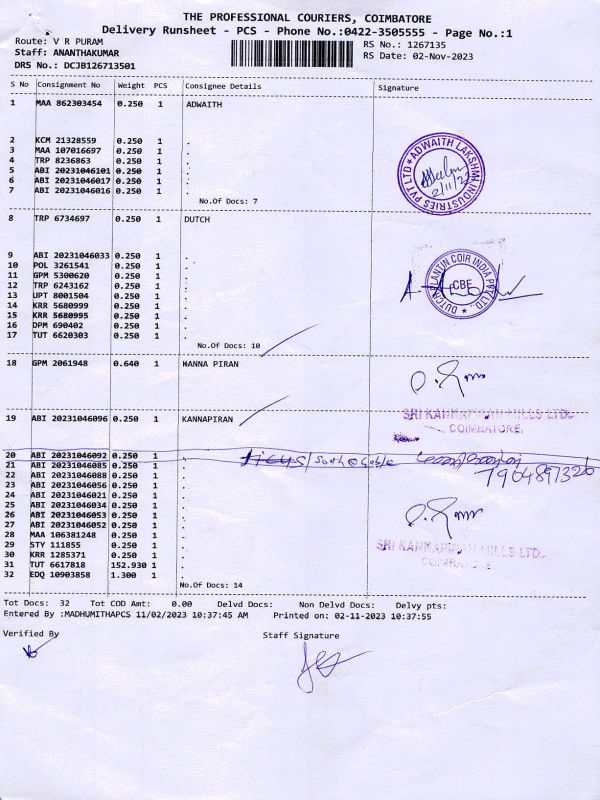 THE PROFESSIONAL COURIERS, COIMBATORE
Delivery Runsheet - PCS - Phone No.:0422-3505555 - Page No.:1
Route: V R PURAM
RS No.: 1267135
Staff: ANANTHAKUMAR
RS Date: 02-Nov-2023
DRS No.: DCJB126713501
S No Consignment No Weight PCS Consignee Details Signature
1 MAA 862303454 0.250 1 ADWAITH
2 KCM 21328559 0.250 1 .
3 MAA 107016697 0.250 1 .
4 TRP 8236863 0.250 1 .
5 ABI 20231046101 0.250 1 .
6 ABI 20231046017 0.250 1 .
7 ABI 20231046016 0.250 1 .
No.Of Docs: 7
ADWAITH LAKSHMI INDUSTRIES PVT LTD
2/11/23
8 TRP 6734697 0.250 1 DUTCH
9 ABI 20231046033 0.250 1 .
10 POL 3261541 0.250 1 .
11 GPM 5300620 0.250 1 .
12 TRP 6243162 0.250 1 .
13 UPT 8001504 0.250 1 .
14 KRR 5680999 0.250 1 .
15 KRR 5680995 0.250 1 .
16 DPM 690402 0.250 1 .
17 TUT 6620303 0.250 1 .
No.Of Docs: 10
COIR INDIA PVT LTD.
CBE
18 GPM 2061948 0.640 1 KANNA PIRAN
SRI KANNAPIRAN MILLS LTD.,
COIMBATORE.
19 ABI 20231046096 0.250 1 KANNAPIRAN
20 ABI 20231046092 0.250 1 .
7904891320
21 ABI 20231046085 0.250 1 .
22 ABI 20231046088 0.250 1 .
23 ABI 20231046056 0.250 1 .
24 ABI 20231046021 0.250 1 .
25 ABI 20231046034 0.250 1 .
26 ABI 20231046053 0.250 1 .
27 ABI 20231046052 0.250 1 .
28 MAA 106381248 0.250 1 .
29 STY 111855 0.250 1 .
30 KRR 1285371 0.250 1 .
31 TUT 6617818 152.930 1 .
32 EDQ 10903858 1.300 1 .
No.Of Docs: 14
SRI KANNAPIRAN MILLS LTD.,
COIMBATORE.
Tot Docs: 32 Tot COD Amt: 0.00 Delvd Docs: Non Delvd Docs: Delvy pts:
Entered By :MADHUMITHAPCS 11/02/2023 10:37:45 AM Printed on: 02-11-2023 10:37:55
Verified By Staff Signature